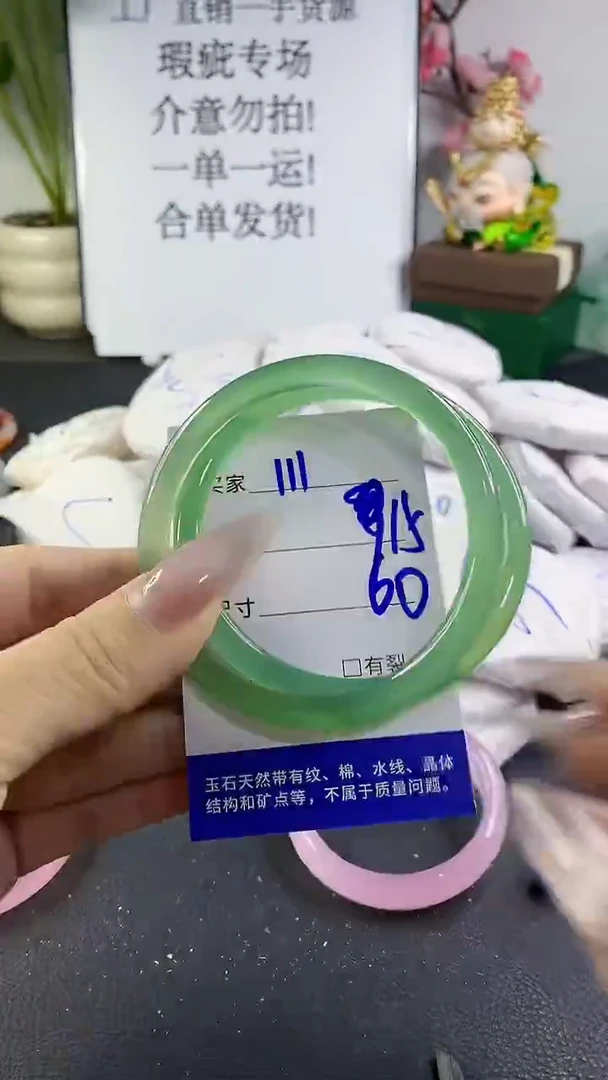 直销一手货源
瑕疵专场
介意勿拍!
一单一运!
合单发货!
家 111
15
寸 60
□有裂
玉石天然带有纹、棉、水线、晶体
结构和矿点等，不属于质量问题。